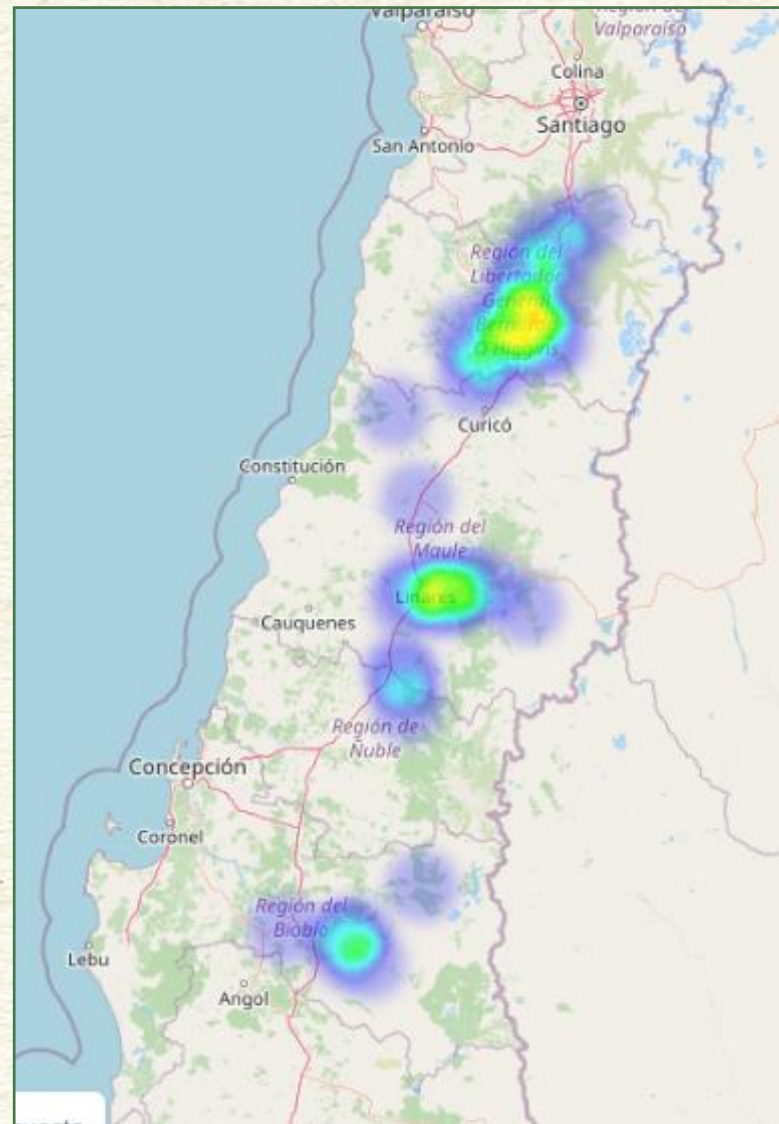 Valparaíso
Región de
Valparaíso
Colina
Santiago
San Antonio
Región del
Libertador
General
Bernardo
O'Higgins
Curicó
Constitución
Región del
Maule
Linares
Cauquenes
Región de
Ñuble
Concepción
Coronel
Región del
Biobío
Lebu
Angol